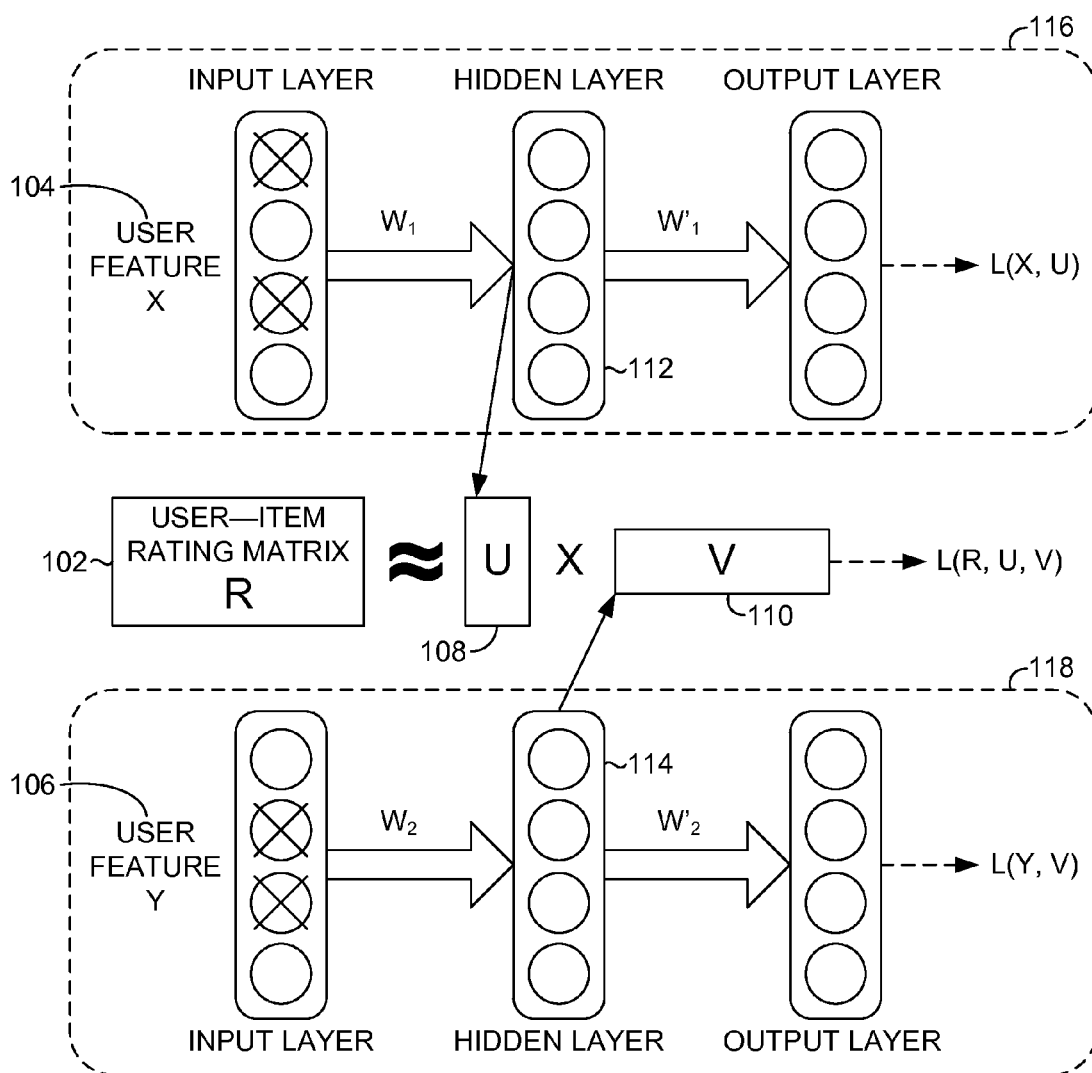 116
INPUT LAYER
HIDDEN LAYER
OUTPUT LAYER
104
USER
FEATURE
X
W₁
W'₁
L(X, U)
112
USER—ITEM
RATING MATRIX
R
102
≈
U
X
V
L(R, U, V)
108
110
118
106
USER
FEATURE
Y
W₂
114
W'₂
L(Y, V)
INPUT LAYER
HIDDEN LAYER
OUTPUT LAYER